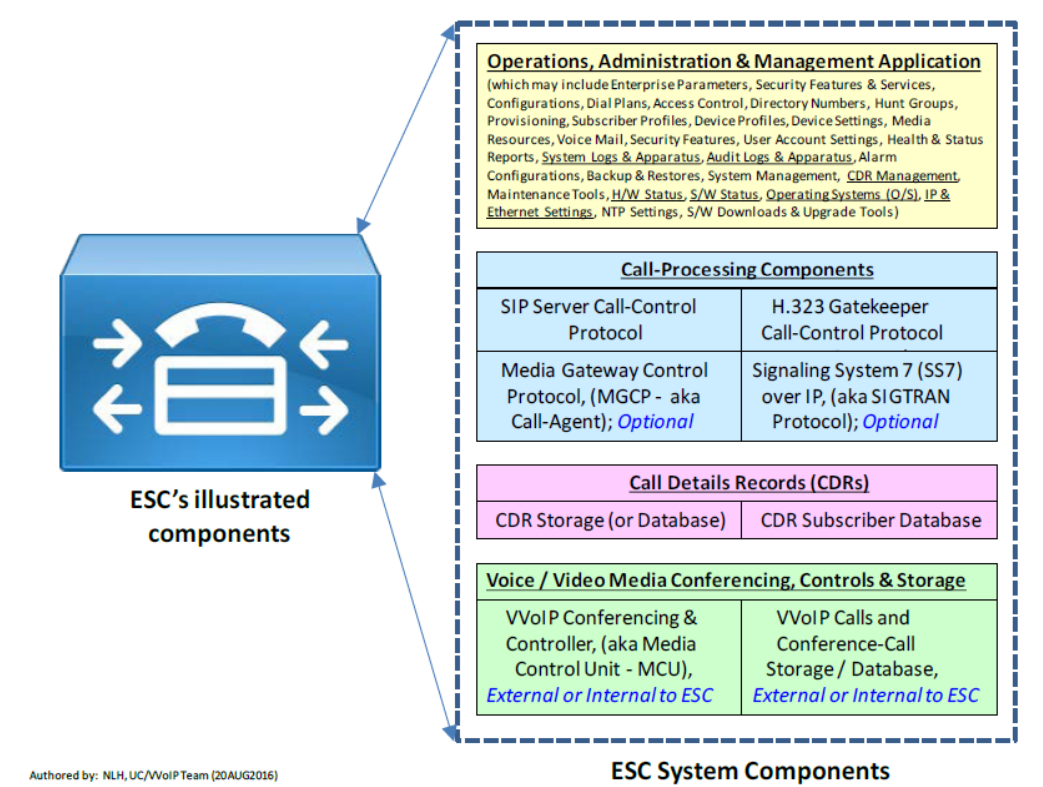 Operations, Administration & Management Application
(which may include Enterprise Parameters, Security Features & Services,
Configurations, Dial Plans, Access Control, Directory Numbers, Hunt Groups,
Provisioning, Subscriber Profiles, Device Profiles, Device Settings, Media
Resources, Voice Mail, Security Features, User Account Settings, Health & Status
Reports, System Logs & Apparatus, Audit Logs & Apparatus, Alarm
Configurations, Backup & Restores, System Management, CDR Management,
Maintenance Tools, H/W Status, S/W Status, Operating Systems (O/S), IP &
Ethernet Settings, NTP Settings, S/W Downloads & Upgrade Tools)
Call-Processing Components
SIP Server Call-Control
Protocol
H.323 Gatekeeper
Call-Control Protocol
Media Gateway Control
Protocol, (MGCP - aka
Call-Agent); Optional
Signaling System 7 (SS7)
over IP, (aka SIGTRAN
Protocol); Optional
Call Details Records (CDRs)
CDR Storage (or Database)
CDR Subscriber Database
Voice / Video Media Conferencing, Controls & Storage
VVoIP Conferencing &
Controller, (aka Media
Control Unit - MCU),
External or Internal to ESC
VVoIP Calls and
Conference-Call
Storage / Database,
External or Internal to ESC
ESC's illustrated
components
ESC System Components
Authored by: NLH, UC/VVoIP Team (20AUG2016)